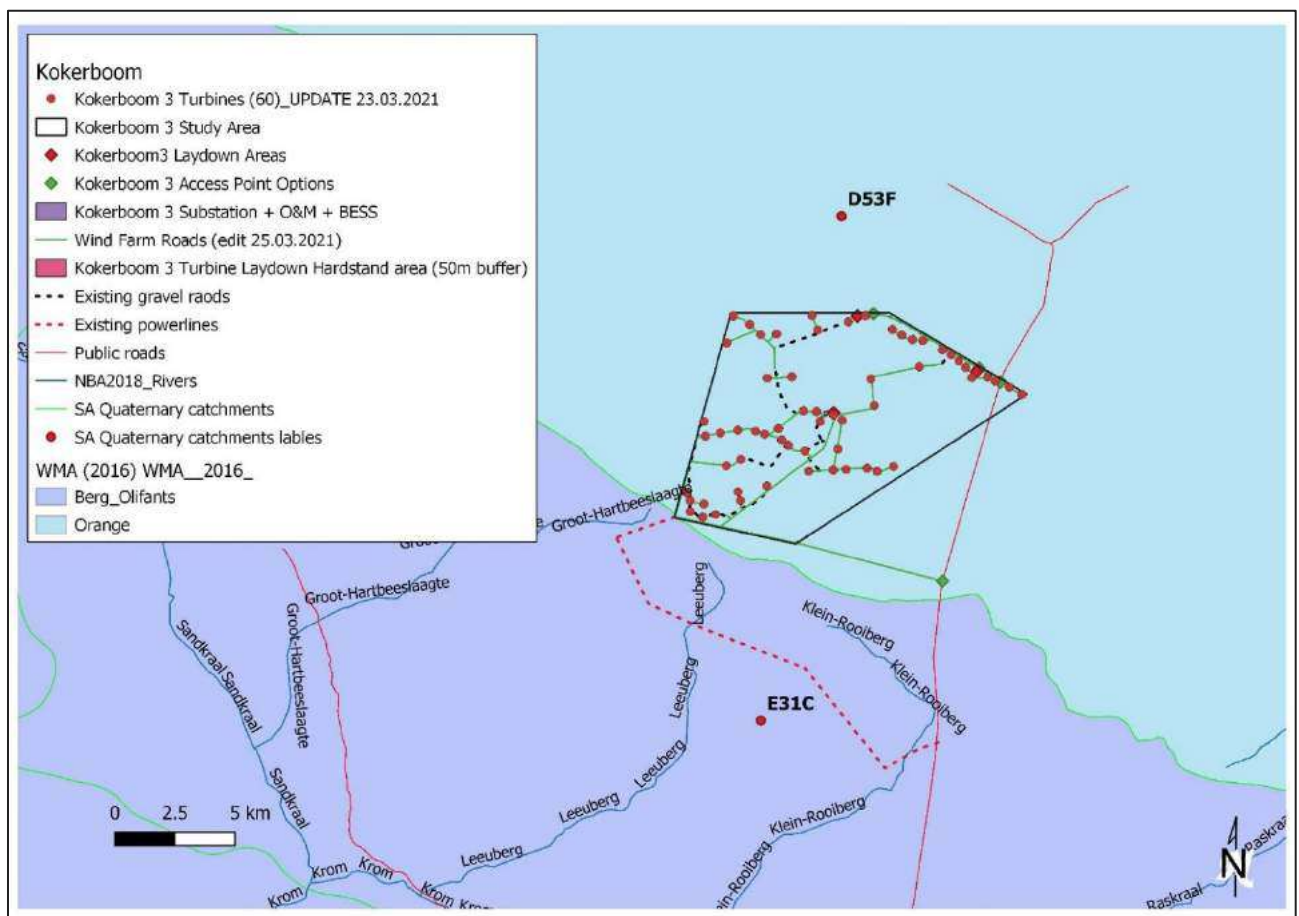 Kokerboom
Kokerboom 3 Turbines (60)_UPDATE 23.03.2021
Kokerboom 3 Study Area
Kokerboom3 Laydown Areas
Kokerboom 3 Access Point Options
Kokerboom 3 Substation + O&M + BESS
Wind Farm Roads (edit 25.03.2021)
Kokerboom 3 Turbine Laydown Hardstand area (50m buffer)
Existing gravel raods
Existing powerlines
Public roads
NBA2018_Rivers
SA Quaternary catchments
SA Quaternary catchments lables
WMA (2016) WMA__2016_
Berg_Olifants
Orange
D53F
Groot-Hartbeeslaagte
Groot-Hartbeeslaagte
Groot-Hartbeeslaagte
Leeuberg
Klein-Rooiberg
Klein-Rooiberg
Sandkraal
Sandkraal
Leeuberg
E31C
Leeuberg
Sandkraal
Leeuberg
Klein-Rooiberg
Leeuberg
Krom
Krom
Krom
Krom
Krom
Krom
Raskraal
0 2.5 5 km
N